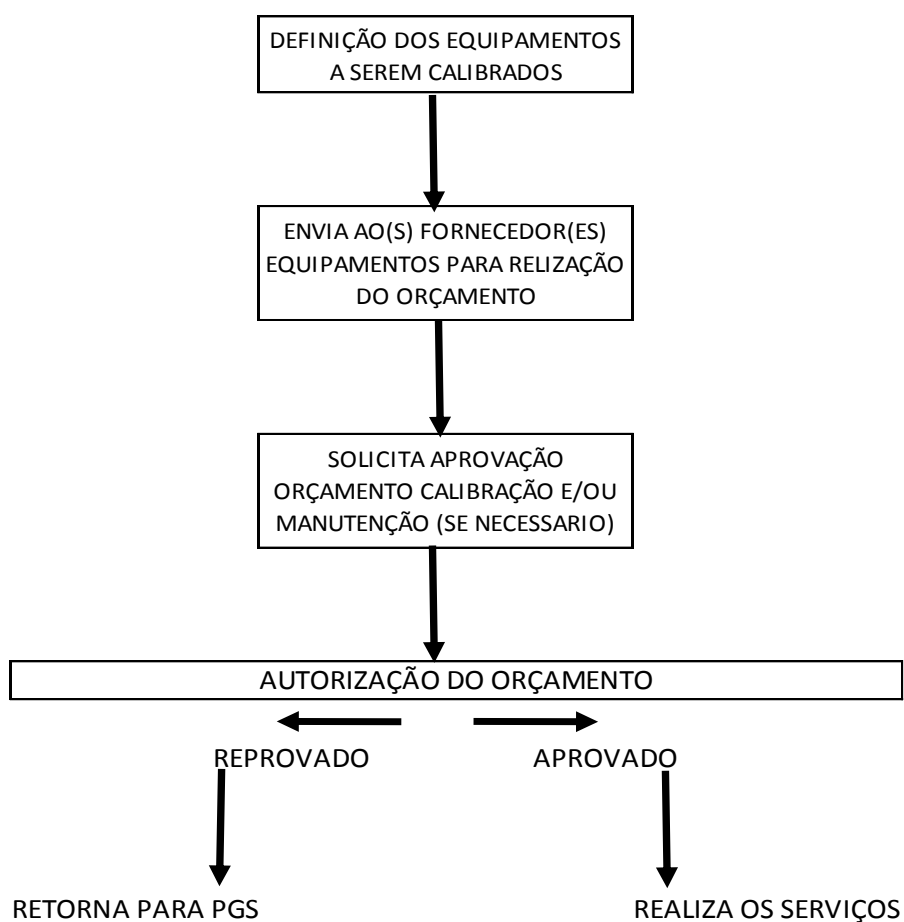 DEFINIÇÃO DOS EQUIPAMENTOS
A SEREM CALIBRADOS
ENVIA AO(S) FORNECEDOR(ES)
EQUIPAMENTOS PARA RELIZAÇÃO
DO ORÇAMENTO
SOLICITA APROVAÇÃO
ORÇAMENTO CALIBRAÇÃO E/OU
MANUTENÇÃO (SE NECESSARIO)
AUTORIZAÇÃO DO ORÇAMENTO
REPROVADO APROVADO
RETORNA PARA PGS REALIZA OS SERVIÇOS